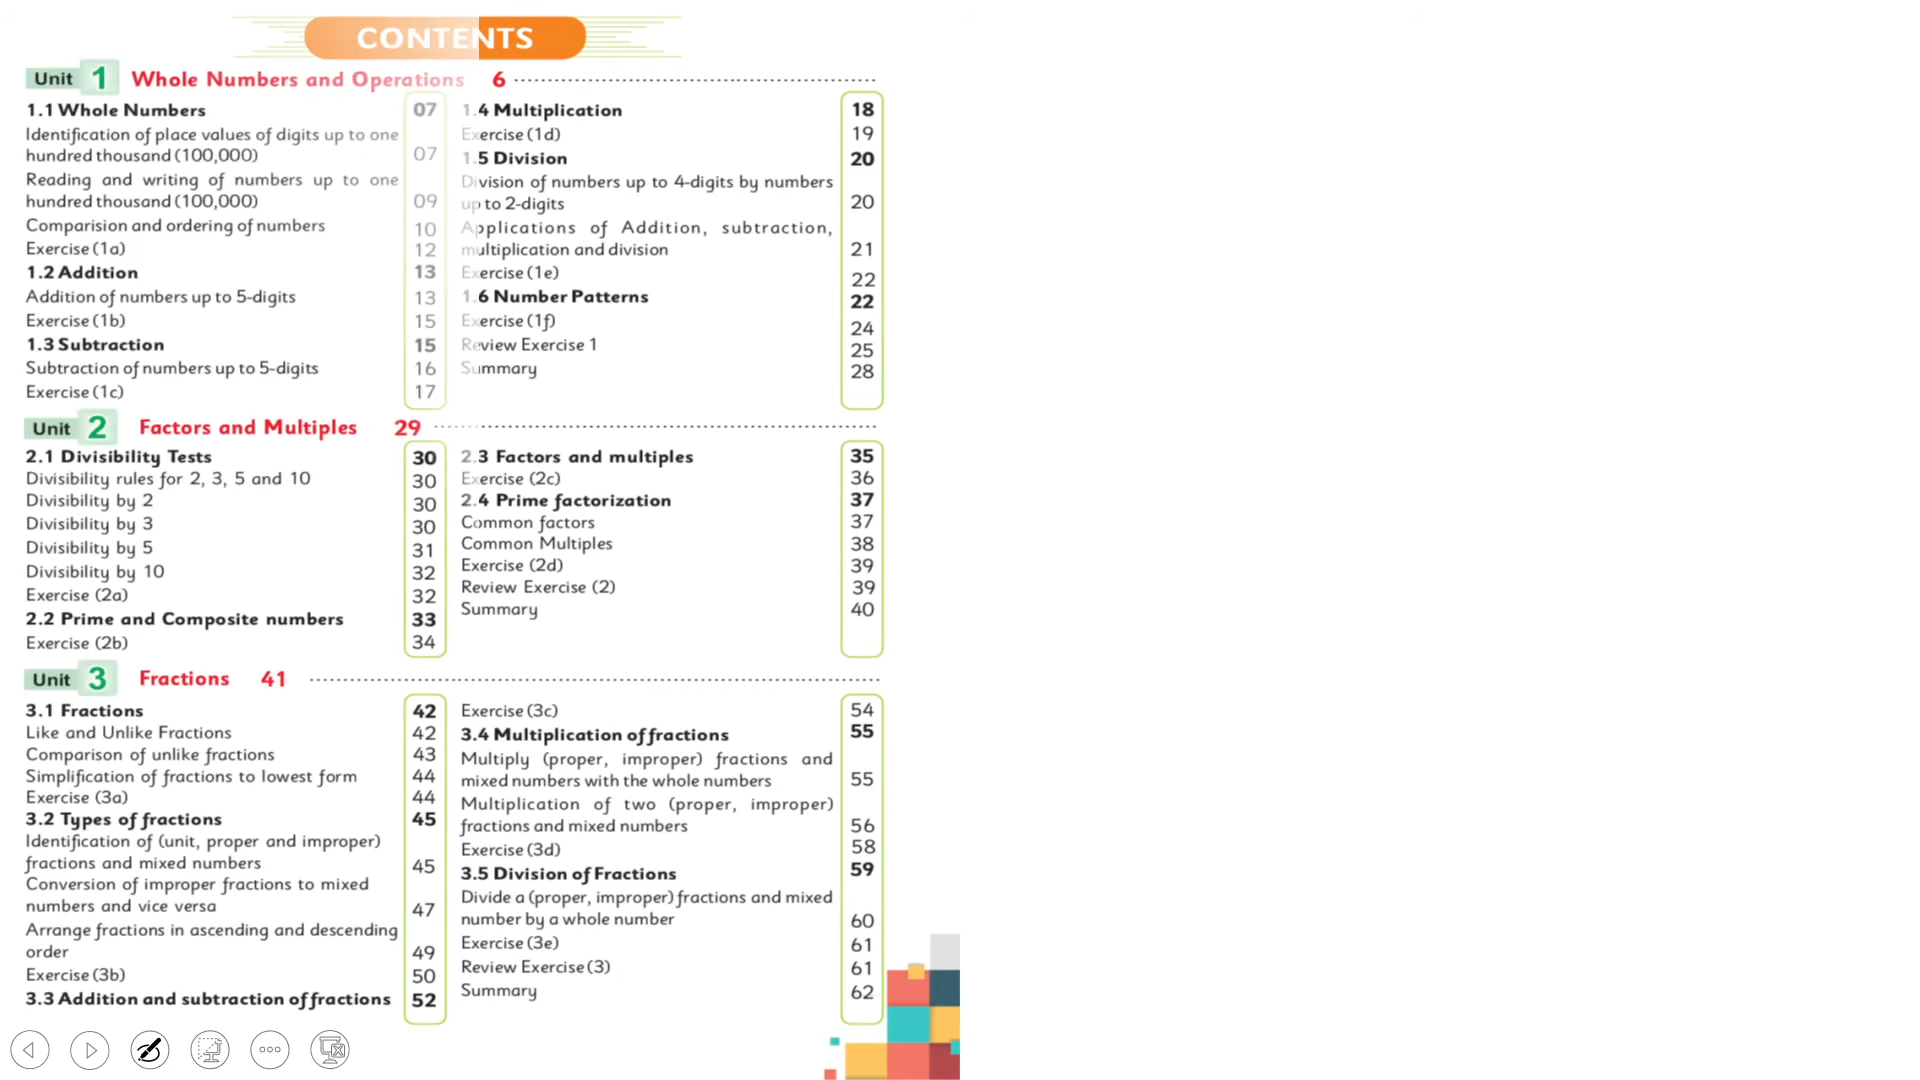 CONTENTS
Unit 1 Whole Numbers and Operations 6
1.1 Whole Numbers 07
Identification of place values of digits up to one
hundred thousand (100,000) 07
Reading and writing of numbers up to one
hundred thousand (100,000) 09
Comparision and ordering of numbers 10
Exercise (1a) 12
1.2 Addition 13
Addition of numbers up to 5-digits 13
Exercise (1b) 15
1.3 Subtraction 15
Subtraction of numbers up to 5-digits 16
Exercise (1c) 17
1.4 Multiplication 18
Exercise (1d) 19
1.5 Division 20
Division of numbers up to 4-digits by numbers
up to 2-digits 20
Applications of Addition, subtraction,
multiplication and division 21
Exercise (1e) 22
1.6 Number Patterns 22
Exercise (1f) 24
Review Exercise 1 25
Summary 28
Unit 2 Factors and Multiples 29
2.1 Divisibility Tests 30
Divisibility rules for 2, 3, 5 and 10 30
Divisibility by 2 30
Divisibility by 3 30
Divisibility by 5 31
Divisibility by 10 32
Exercise (2a) 32
2.2 Prime and Composite numbers 33
Exercise (2b) 34
2.3 Factors and multiples 35
Exercise (2c) 36
2.4 Prime factorization 37
Common factors 37
Common Multiples 38
Exercise (2d) 39
Review Exercise (2) 39
Summary 40
Unit 3 Fractions 41
3.1 Fractions 42
Like and Unlike Fractions 42
Comparison of unlike fractions 43
Simplification of fractions to lowest form 44
Exercise (3a) 44
3.2 Types of fractions 45
Identification of (unit, proper and improper)
fractions and mixed numbers 45
Conversion of improper fractions to mixed
numbers and vice versa 47
Arrange fractions in ascending and descending
order 49
Exercise (3b) 50
3.3 Addition and subtraction of fractions 52
Exercise (3c) 54
3.4 Multiplication of fractions 55
Multiply (proper, improper) fractions and
mixed numbers with the whole numbers 55
Multiplication of two (proper, improper)
fractions and mixed numbers 56
Exercise (3d) 58
3.5 Division of Fractions 59
Divide a (proper, improper) fractions and mixed
number by a whole number 60
Exercise (3e) 61
Review Exercise (3) 61
Summary 62